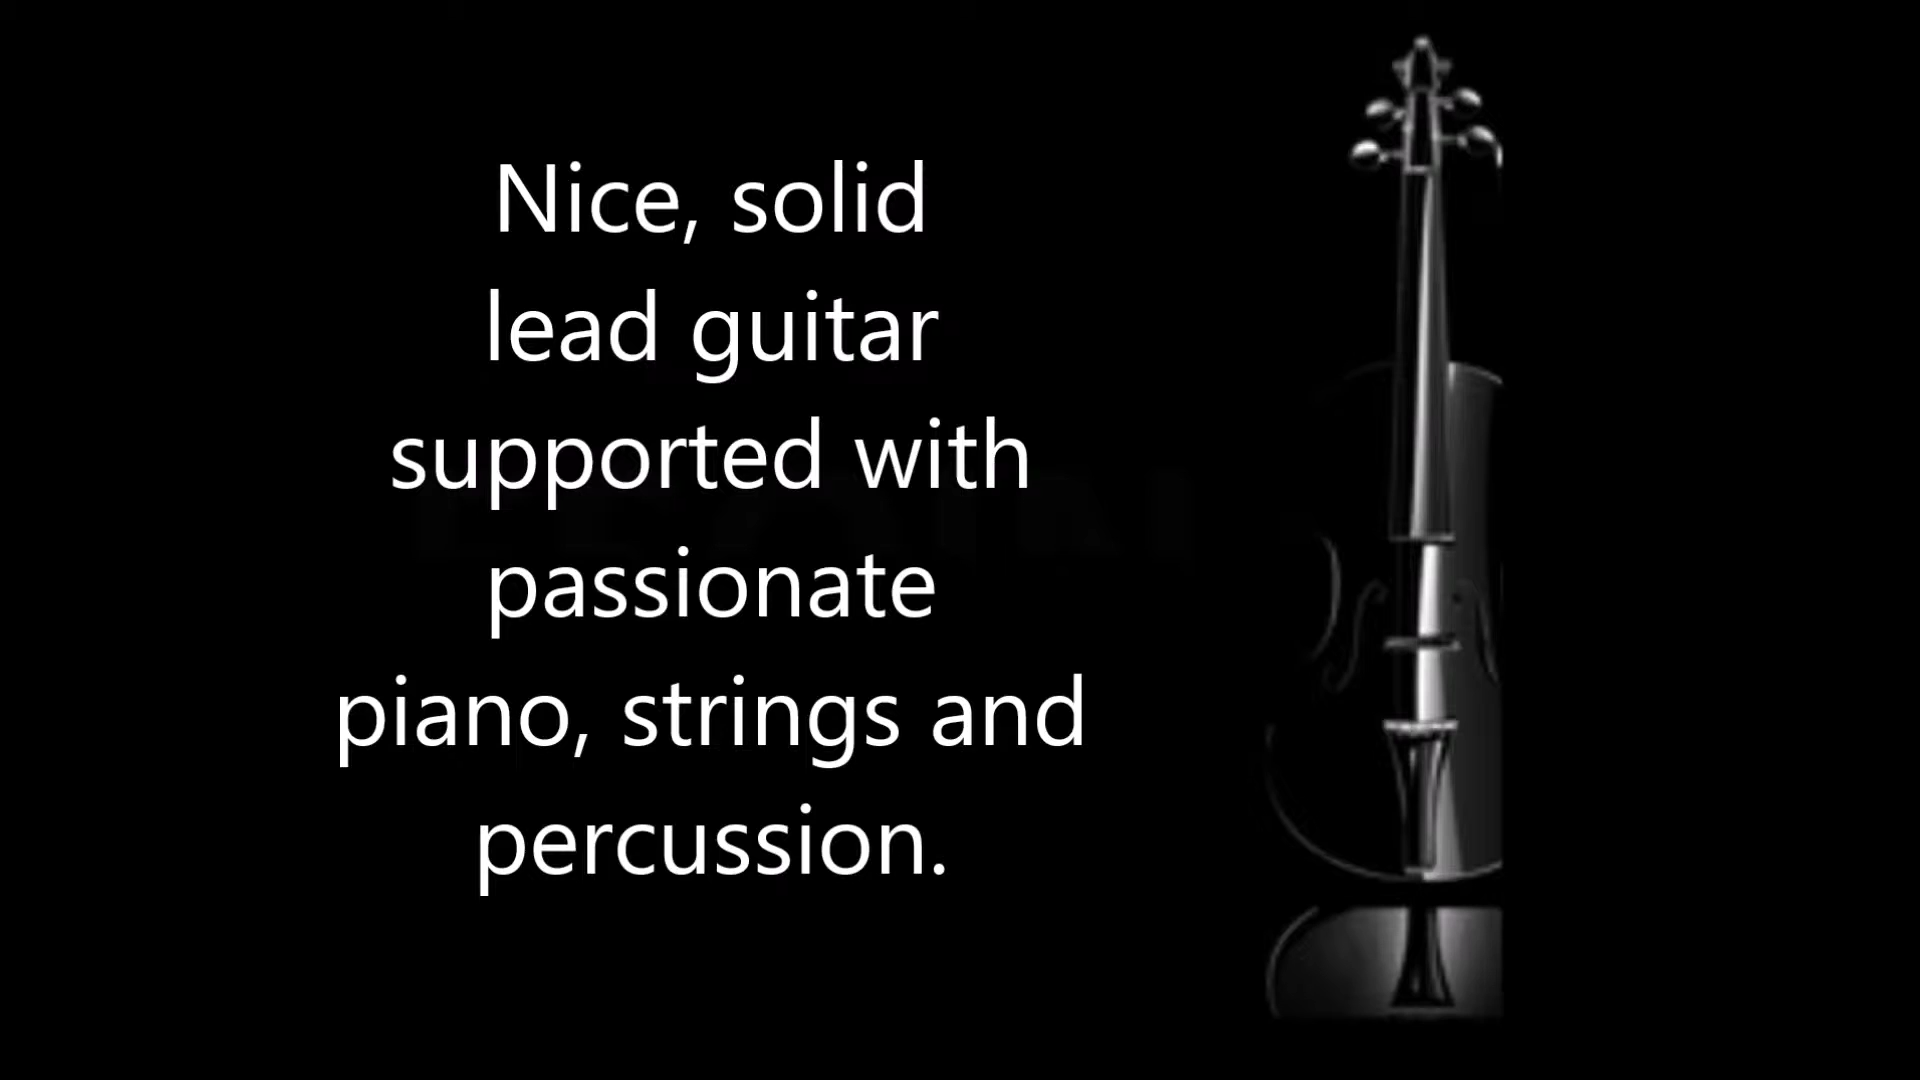 Nice, solid
lead guitar
supported with
passionate
piano, strings and
percussion.